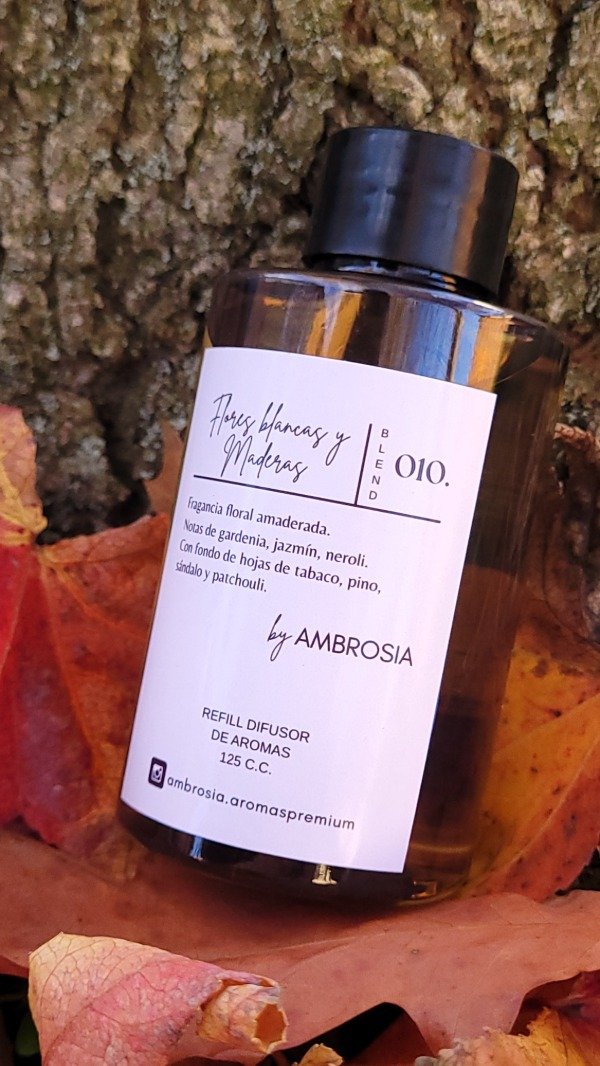 Flores blancas y
Maderas
BLEND
010.
Fragancia floral amaderada.
Notas de gardenia, jazmín, neroli.
Con fondo de hojas de tabaco, pino,
sándalo y patchouli.
by AMBROSIA
REFILL DIFUSOR
DE AROMAS
125 C.C.
ambrosia.aromaspremium